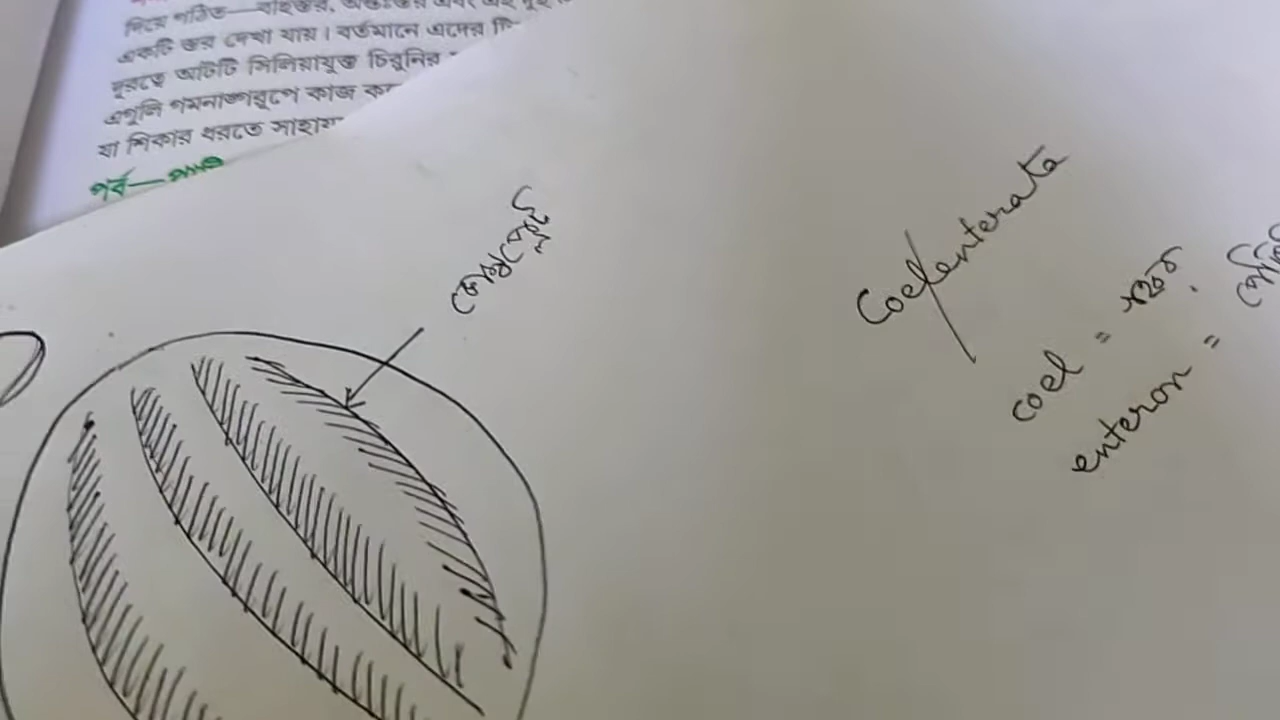 দিয়ে গঠিত—বহিস্তর, অন্তঃস্তর এবং এই দুই
একটি স্তর দেখা যায়। বর্তমানে এদের
দূরত্বে আটটি সিলিয়াযুক্ত চিরুনির
এগুলি গমনাঙ্গরূপে কাজ
যা শিকার ধরতে
পর্ব—
কোম্বপ্লেট
Coelenterata
coel = গহ্বর
enteron =